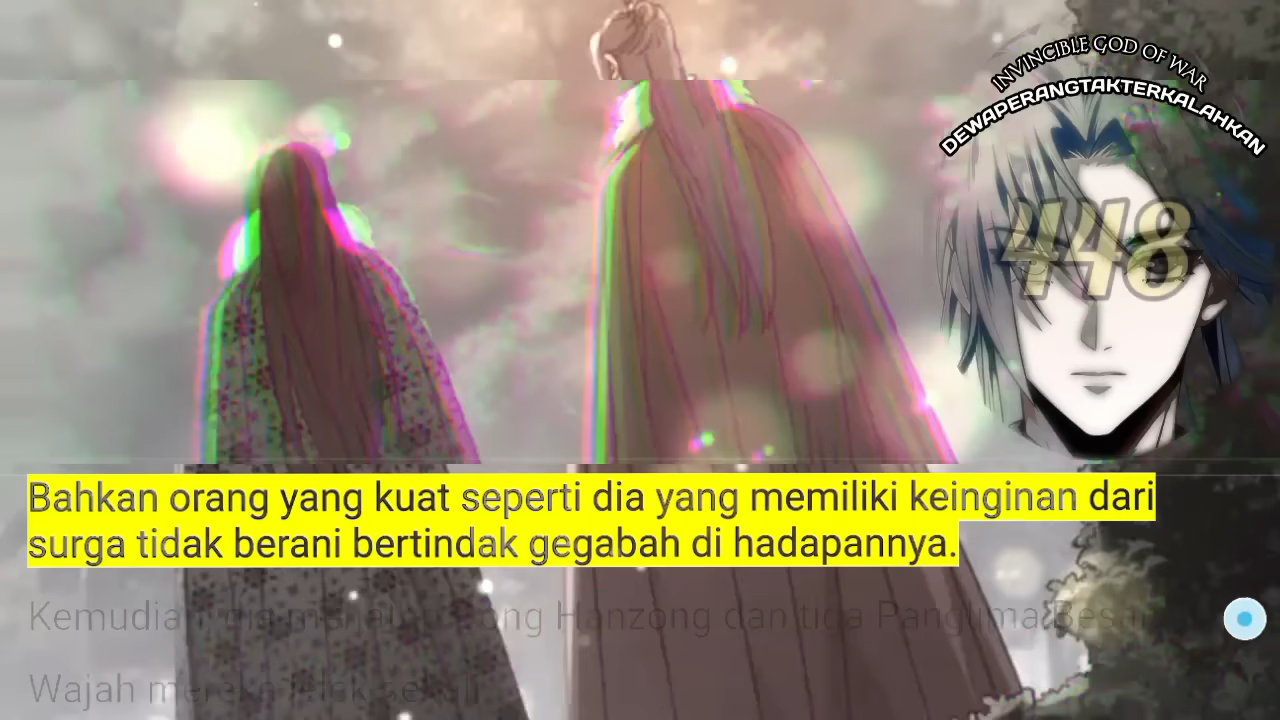 INVINCIBLE GOD OF WAR
DEWAPERANGTAKTERKALAHKAN
448
Bahkan orang yang kuat seperti dia yang memiliki keinginan dari
surga tidak berani bertindak gegabah di hadapannya.
Kemudian dia Hanzong dan tiga Panglima Besar
Wajah mereka